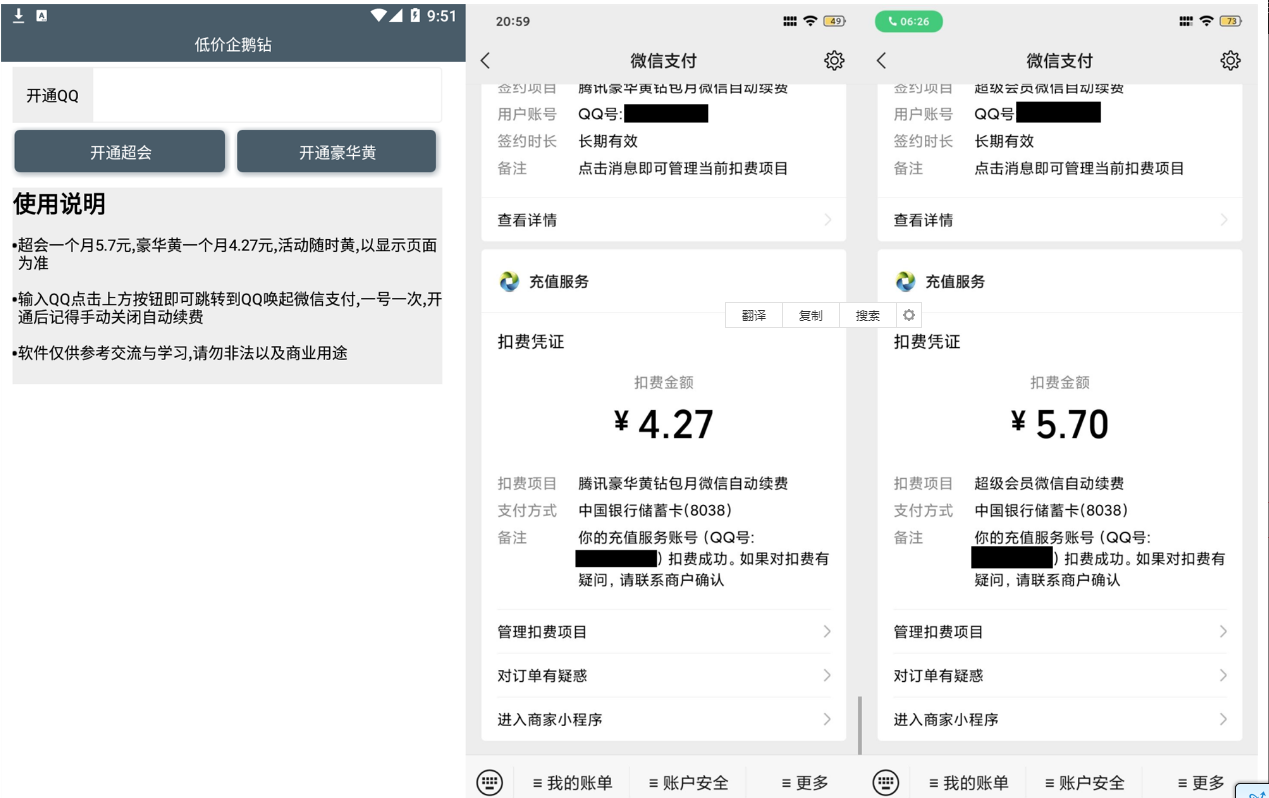 9:51
低价企鹅钻
开通QQ
开通超会
开通豪华黄
使用说明
•超会一个月5.7元,豪华黄一个月4.27元,活动随时黄,以显示页面
为准
•输入QQ点击上方按钮即可跳转到QQ唤起微信支付,一号一次,开
通后记得手动关闭自动续费
•软件仅供参考交流与学习,请勿非法以及商业用途
20:59
49
微信支付
签约项目 腾讯豪华黄钻包月微信自动续费
用户账号 QQ号:
签约时长 长期有效
备注 点击消息即可管理当前扣费项目
查看详情
充值服务
扣费凭证
扣费金额
¥ 4.27
扣费项目 腾讯豪华黄钻包月微信自动续费
支付方式 中国银行储蓄卡(8038)
备注 你的充值服务账号（QQ号:
）扣费成功。如果对扣费有
疑问，请联系商户确认
管理扣费项目
对订单有疑惑
进入商家小程序
我的账单 账户安全 更多
翻译 复制 搜索
06:26
73
微信支付
签约项目 超级会员微信自动续费
用户账号 QQ号
签约时长 长期有效
备注 点击消息即可管理当前扣费项目
查看详情
充值服务
扣费凭证
扣费金额
¥ 5.70
扣费项目 超级会员微信自动续费
支付方式 中国银行储蓄卡(8038)
备注 你的充值服务账号（QQ号:
）扣费成功。如果对扣费有
疑问，请联系商户确认
管理扣费项目
对订单有疑惑
进入商家小程序
我的账单 账户安全 更多